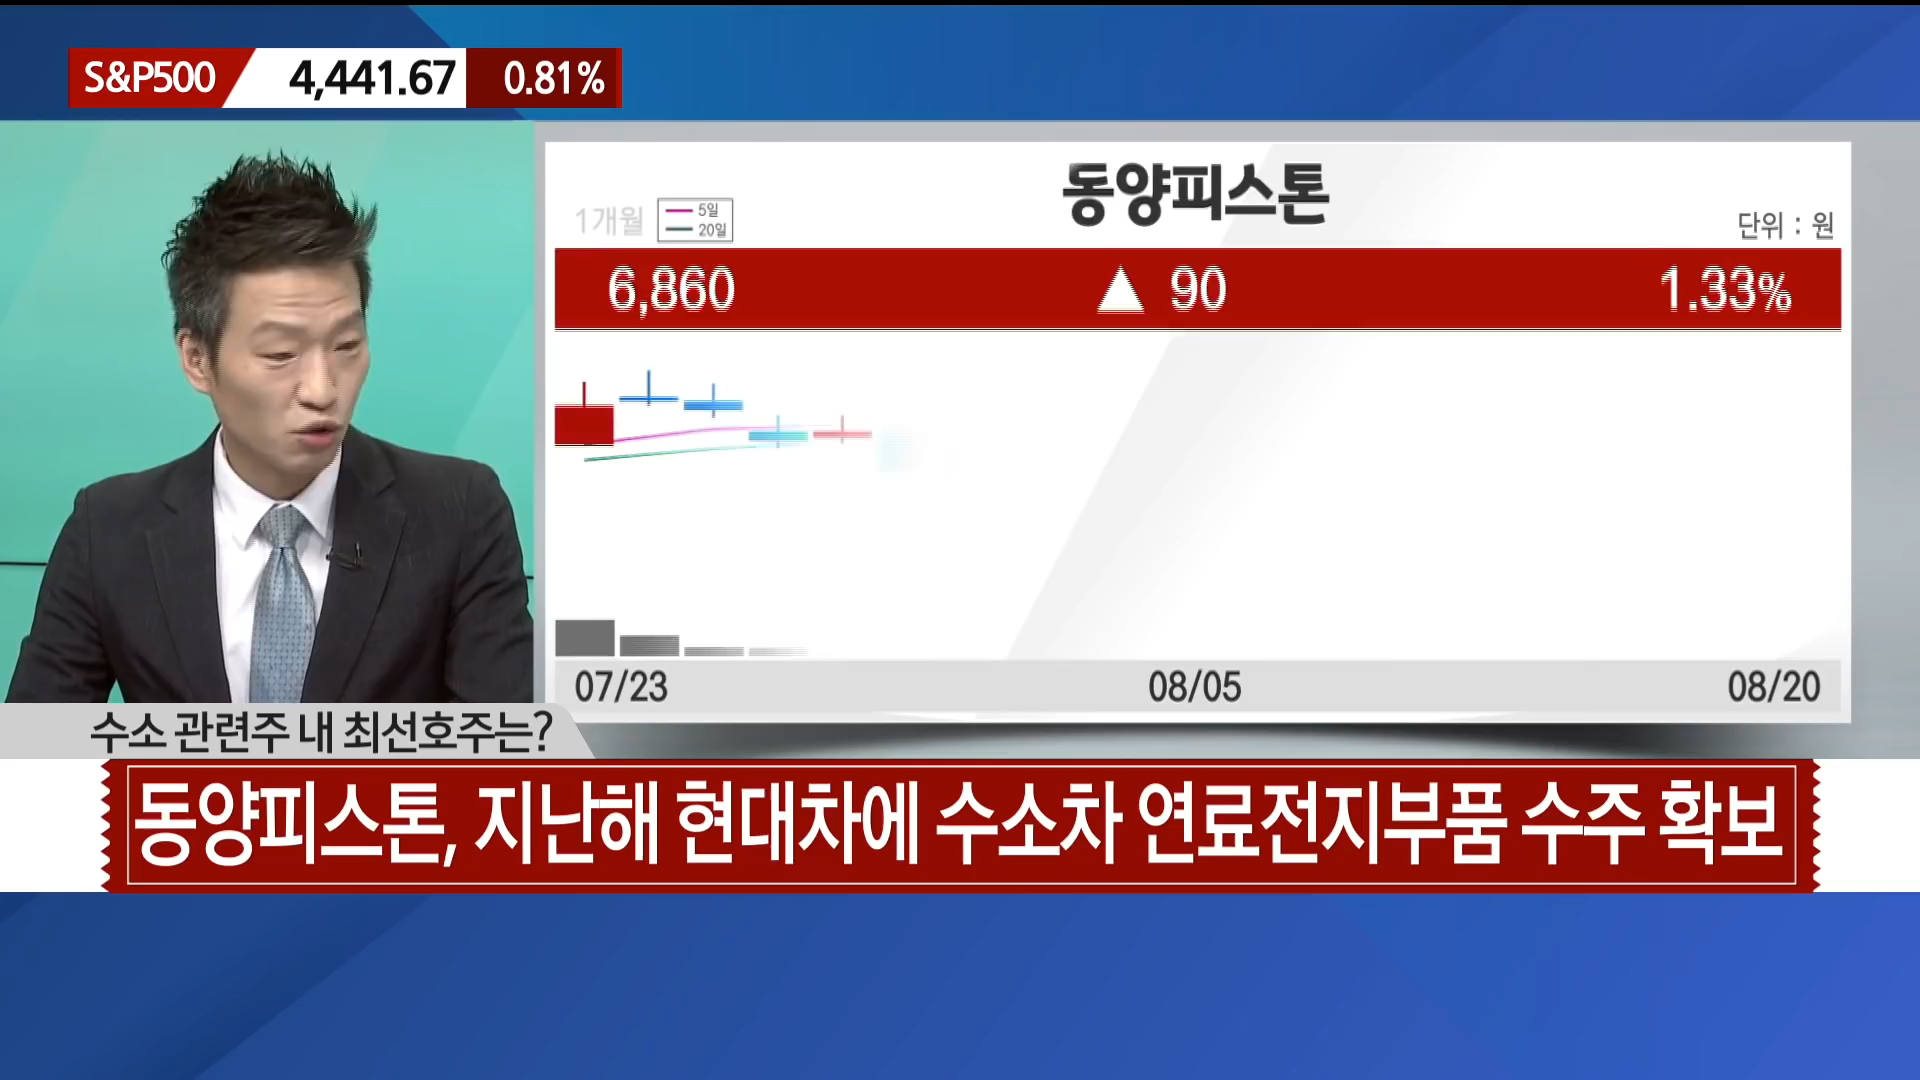 S&P500 4,441.67 0.81%
동양피스톤
1개월 5일
20일
단위 : 원
6,860 ▲ 90 1.33%
07/23 08/05 08/20
수소 관련주 내 최선호주는?
동양피스톤, 지난해 현대차에 수소차 연료전지부품 수주 확보